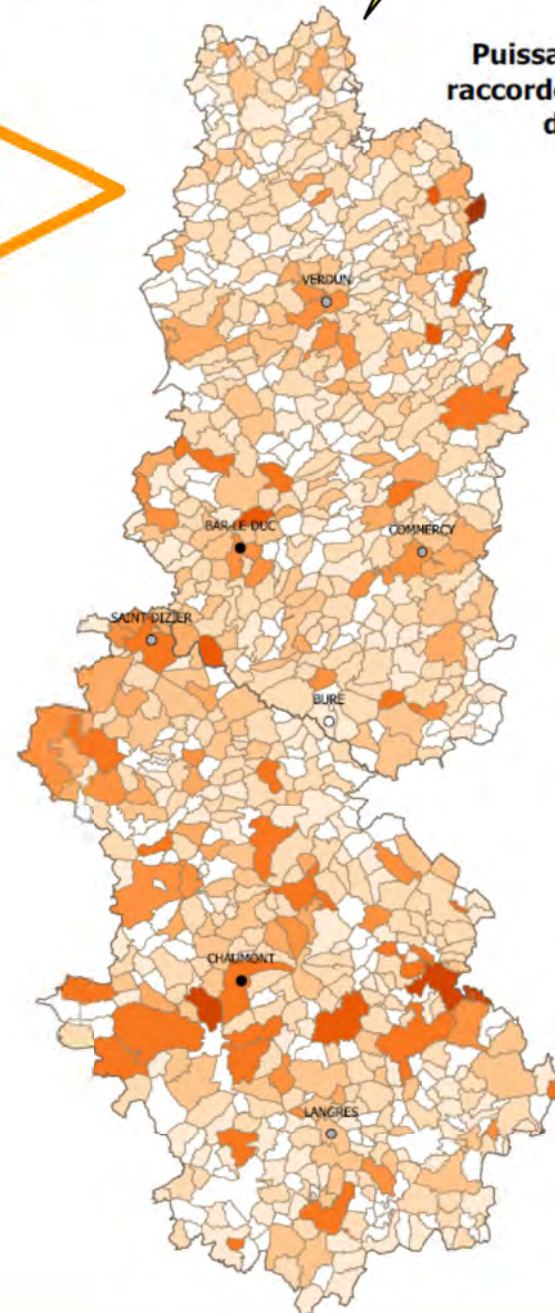 Puissa
raccord
d
VERDUN
BAR-LE-DUC
COMMERCY
SAINT-DIZIER
BURE
CHAUMONT
LANGRES